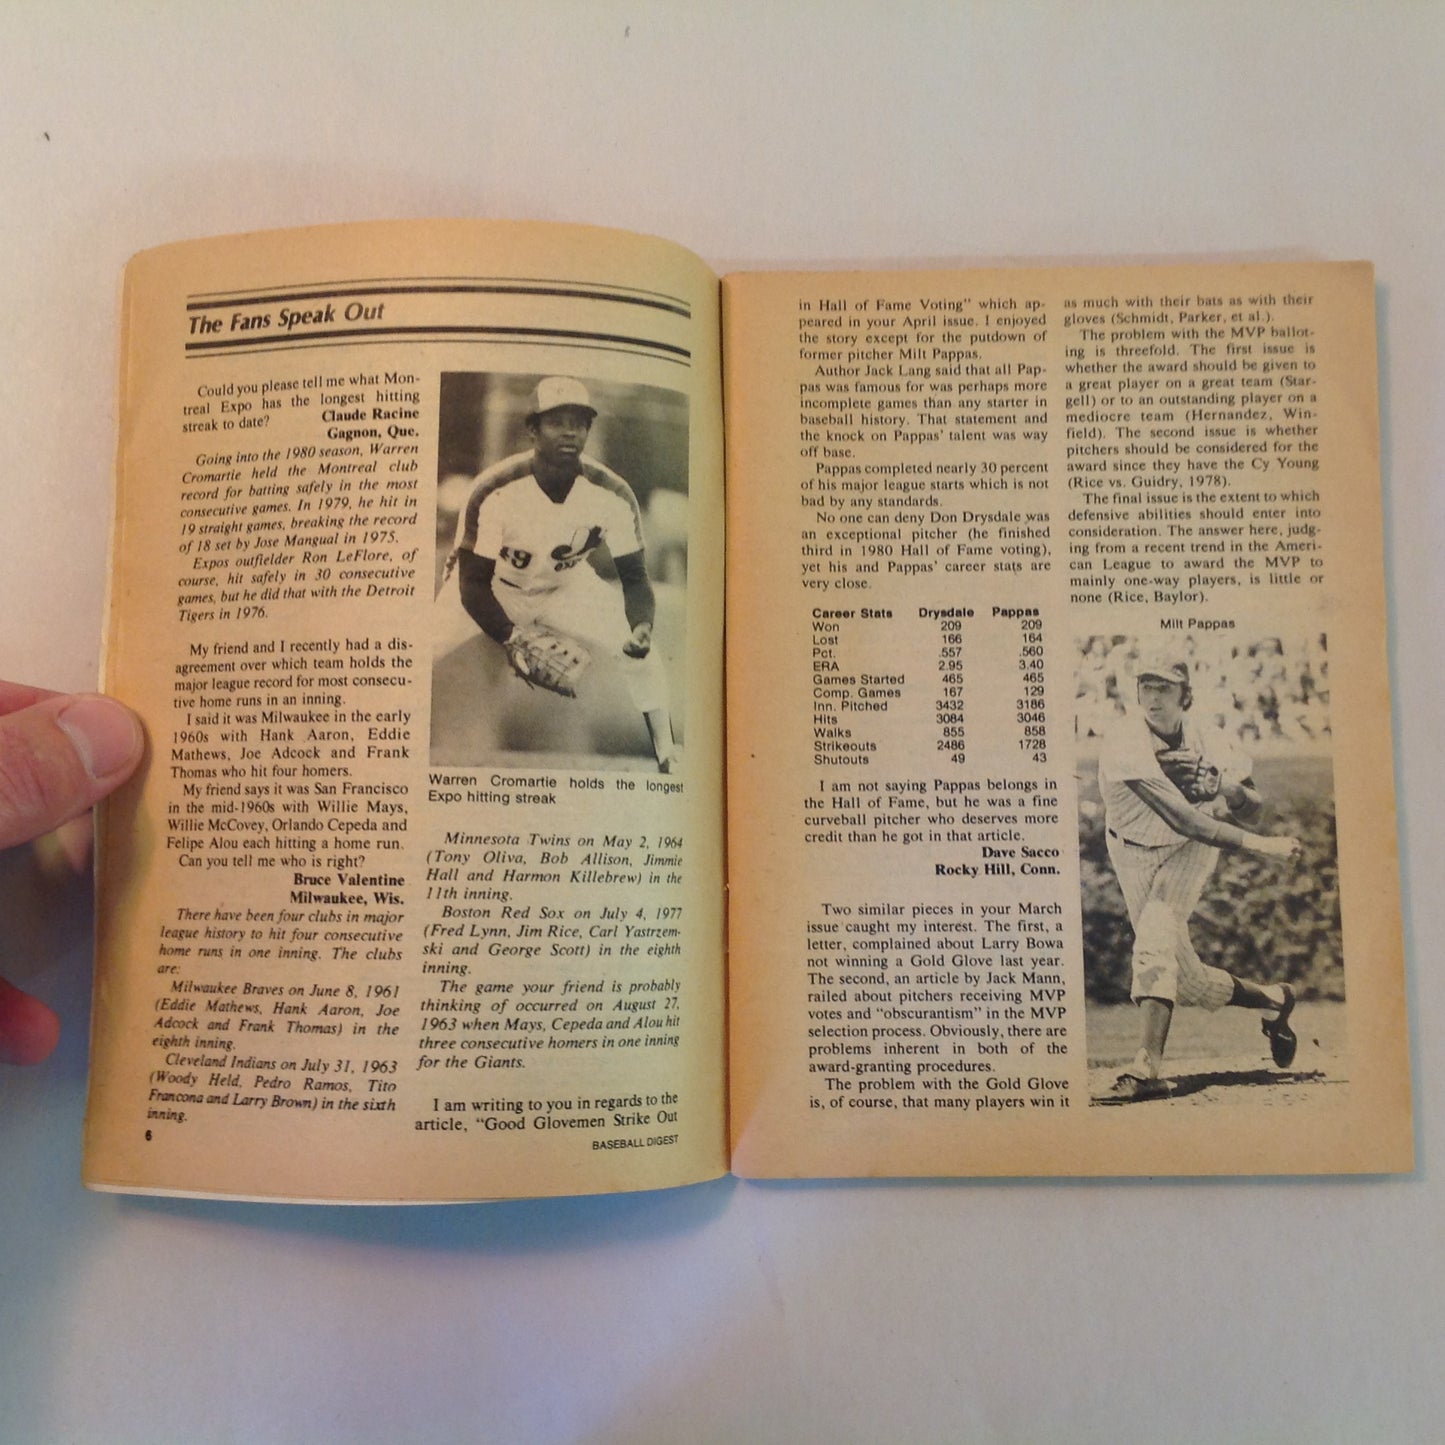 The Fans Speak Out
Could you please tell me what Mon-
treal Expo has the longest hitting
streak to date?
Claude Racine
Gagnon, Que.
Going into the 1980 season, Warren
Cromartie held the Montreal club
record for batting safely in the most
consecutive games. In 1979, he hit in
19 straight games, breaking the record
of 18 set by Jose Mangual in 1975.
Expos outfielder Ron LeFlore, of
course, hit safely in 30 consecutive
games, but he did that with the Detroit
Tigers in 1976.
My friend and I recently had a dis-
agreement over which team holds the
major league record for most consecu-
tive home runs in an inning.
I said it was Milwaukee in the early
1960s with Hank Aaron, Eddie
Mathews, Joe Adcock and Frank
Thomas who hit four homers.
My friend says it was San Francisco
in the mid-1960s with Willie Mays,
Willie McCovey, Orlando Cepeda and
Felipe Alou each hitting a home run.
Can you tell me who is right?
Bruce Valentine
Milwaukee, Wis.
There have been four clubs in major
league history to hit four consecutive
home runs in one inning. The clubs
are:
Milwaukee Braves on June 8, 1961
(Eddie Mathews, Hank Aaron, Joe
Adcock and Frank Thomas) in the
eighth inning.
Cleveland Indians on July 31, 1963
(Woody Held, Pedro Ramos, Tito
Francona and Larry Brown) in the sixth
inning.
6
49
expos
Warren Cromartie holds the longest
Expo hitting streak
Minnesota Twins on May 2, 1964
(Tony Oliva, Bob Allison, Jimmie
Hall and Harmon Killebrew) in the
11th inning.
Boston Red Sox on July 4, 1977
(Fred Lynn, Jim Rice, Carl Yastrzem-
ski and George Scott) in the eighth
inning.
The game your friend is probably
thinking of occurred on August 27,
1963 when Mays, Cepeda and Alou hit
three consecutive homers in one inning
for the Giants.
I am writing to you in regards to the
article, "Good Glovemen Strike Out
BASEBALL DIGEST
in Hall of Fame Voting" which ap-
peared in your April issue. I enjoyed
the story except for the putdown of
former pitcher Milt Pappas.
Author Jack Lang said that all Pap-
pas was famous for was perhaps more
incomplete games than any starter in
baseball history. That statement and
the knock on Pappas' talent was way
off base.
Pappas completed nearly 30 percent
of his major league starts which is not
bad by any standards.
No one can deny Don Drysdale was
an exceptional pitcher (he finished
third in 1980 Hall of Fame voting),
yet his and Pappas' career stats are
very close.
Career Stats Drysdale Pappas
Won 209 209
Lost 166 164
Pct. .557 .560
ERA 2.95 3.40
Games Started 465 465
Comp. Games 167 129
Inn. Pitched 3432 3186
Hits 3084 3046
Walks 855 858
Strikeouts 2486 1728
Shutouts 49 43
I am not saying Pappas belongs in
the Hall of Fame, but he was a fine
curveball pitcher who deserves more
credit than he got in that article.
Dave Sacco
Rocky Hill, Conn.
Two similar pieces in your March
issue caught my interest. The first, a
letter, complained about Larry Bowa
not winning a Gold Glove last year.
The second, an article by Jack Mann,
railed about pitchers receiving MVP
votes and "obscurantism" in the MVP
selection process. Obviously, there are
problems inherent in both of the
award-granting procedures.
The problem with the Gold Glove
is, of course, that many players win it
as much with their bats as with their
gloves (Schmidt, Parker, et al.).
The problem with the MVP ballot-
ing is threefold. The first issue is
whether the award should be given to
a great player on a great team (Star-
gell) or to an outstanding player on a
mediocre team (Hernandez, Win-
field). The second issue is whether
pitchers should be considered for the
award since they have the Cy Young
(Rice vs. Guidry, 1978).
The final issue is the extent to which
defensive abilities should enter into
consideration. The answer here, judg-
ing from a recent trend in the Ameri-
can League to award the MVP to
mainly one-way players, is little or
none (Rice, Baylor).
Milt Pappas